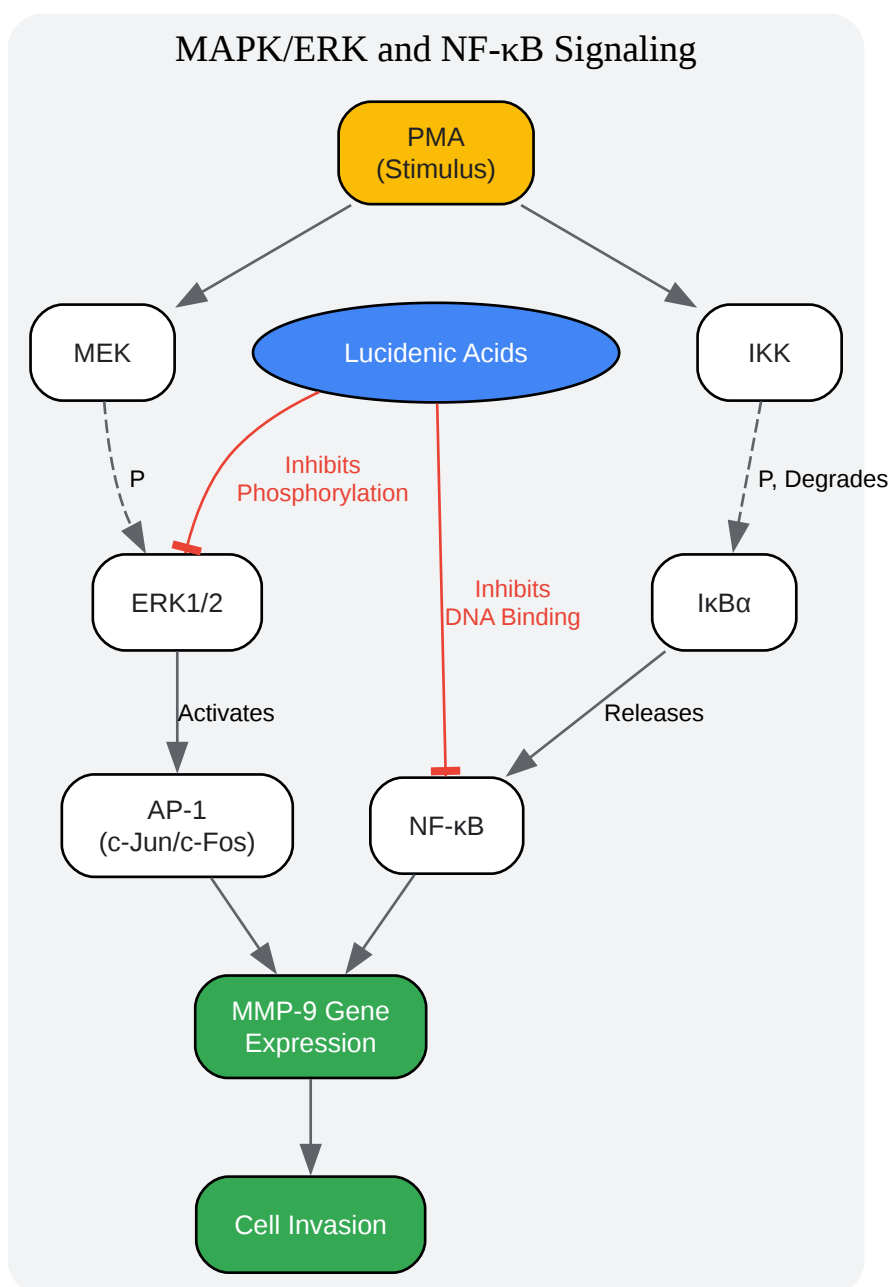 MAPK/ERK and NF-κB Signaling
PMA
(Stimulus)
MEK
Lucidenic Acids
IKK
Inhibits
Phosphorylation
P
P, Degrades
ERK1/2
Inhibits
DNA Binding
IκBα
Activates
Releases
AP-1
(c-Jun/c-Fos)
NF-κB
MMP-9 Gene
Expression
Cell Invasion